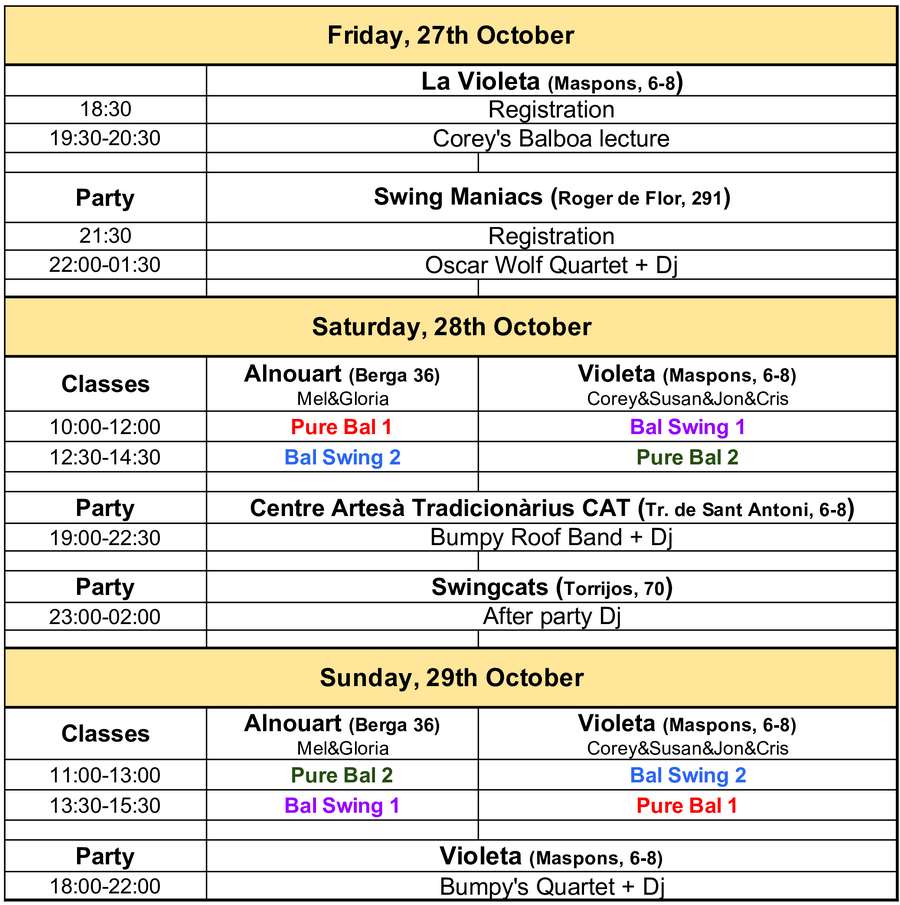 Friday, 27th October
La Violeta (Maspons, 6-8)
18:30 Registration
19:30-20:30 Corey's Balboa lecture
Party Swing Maniacs (Roger de Flor, 291)
21:30 Registration
22:00-01:30 Oscar Wolf Quartet + Dj
Saturday, 28th October
Classes Alnouart (Berga 36) Violeta (Maspons, 6-8)
Mel&Gloria Corey&Susan&Jon&Cris
10:00-12:00 Pure Bal 1 Bal Swing 1
12:30-14:30 Bal Swing 2 Pure Bal 2
Party Centre Artesà Tradicionàrius CAT (Tr. de Sant Antoni, 6-8)
19:00-22:30 Bumpy Roof Band + Dj
Party Swingcats (Torrijos, 70)
23:00-02:00 After party Dj
Sunday, 29th October
Classes Alnouart (Berga 36) Violeta (Maspons, 6-8)
Mel&Gloria Corey&Susan&Jon&Cris
11:00-13:00 Pure Bal 2 Bal Swing 2
13:30-15:30 Bal Swing 1 Pure Bal 1
Party Violeta (Maspons, 6-8)
18:00-22:00 Bumpy's Quartet + Dj